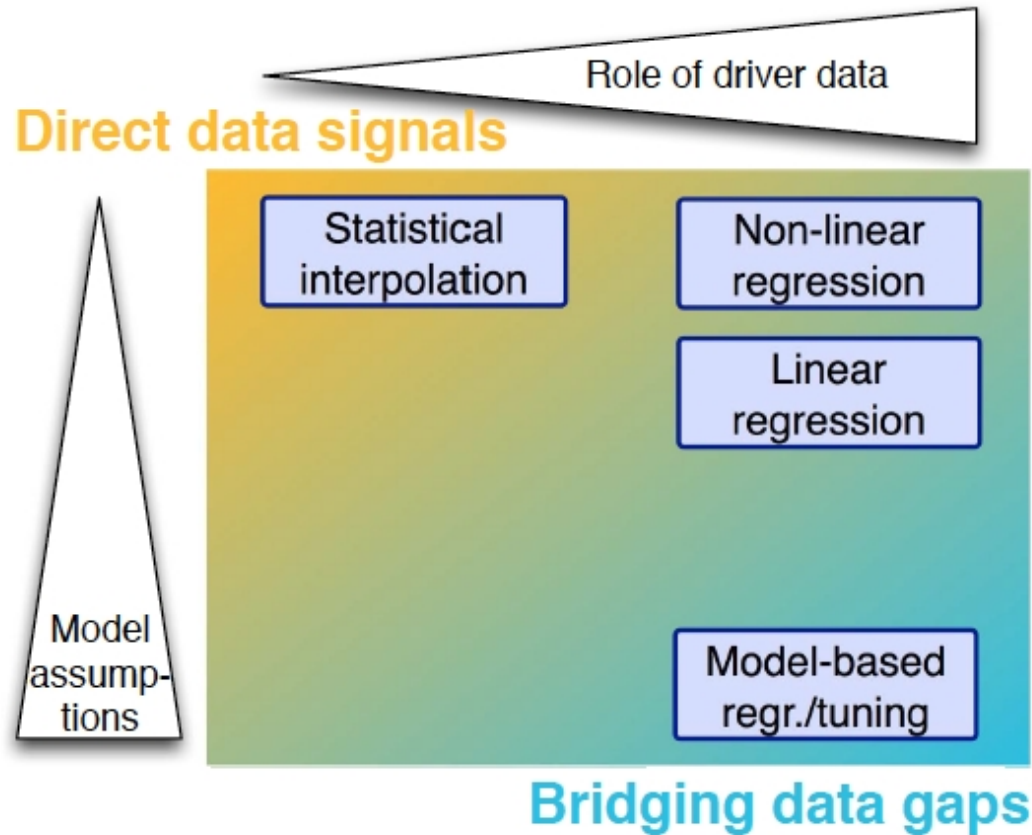 Role of driver data
Direct data signals
Statistical
interpolation
Non-linear
regression
Linear
regression
Model
assump-
tions
Model-based
regr./tuning
Bridging data gaps